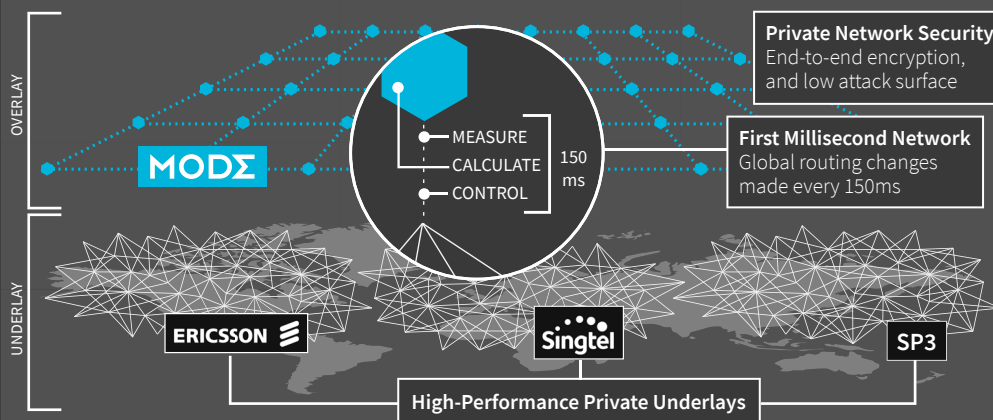 OVERLAY
MODΣ
MEASURE
CALCULATE
CONTROL
150
ms
Private Network Security
End-to-end encryption,
and low attack surface
First Millisecond Network
Global routing changes
made every 150ms
UNDERLAY
ERICSSON
Singtel
SP3
High-Performance Private Underlays